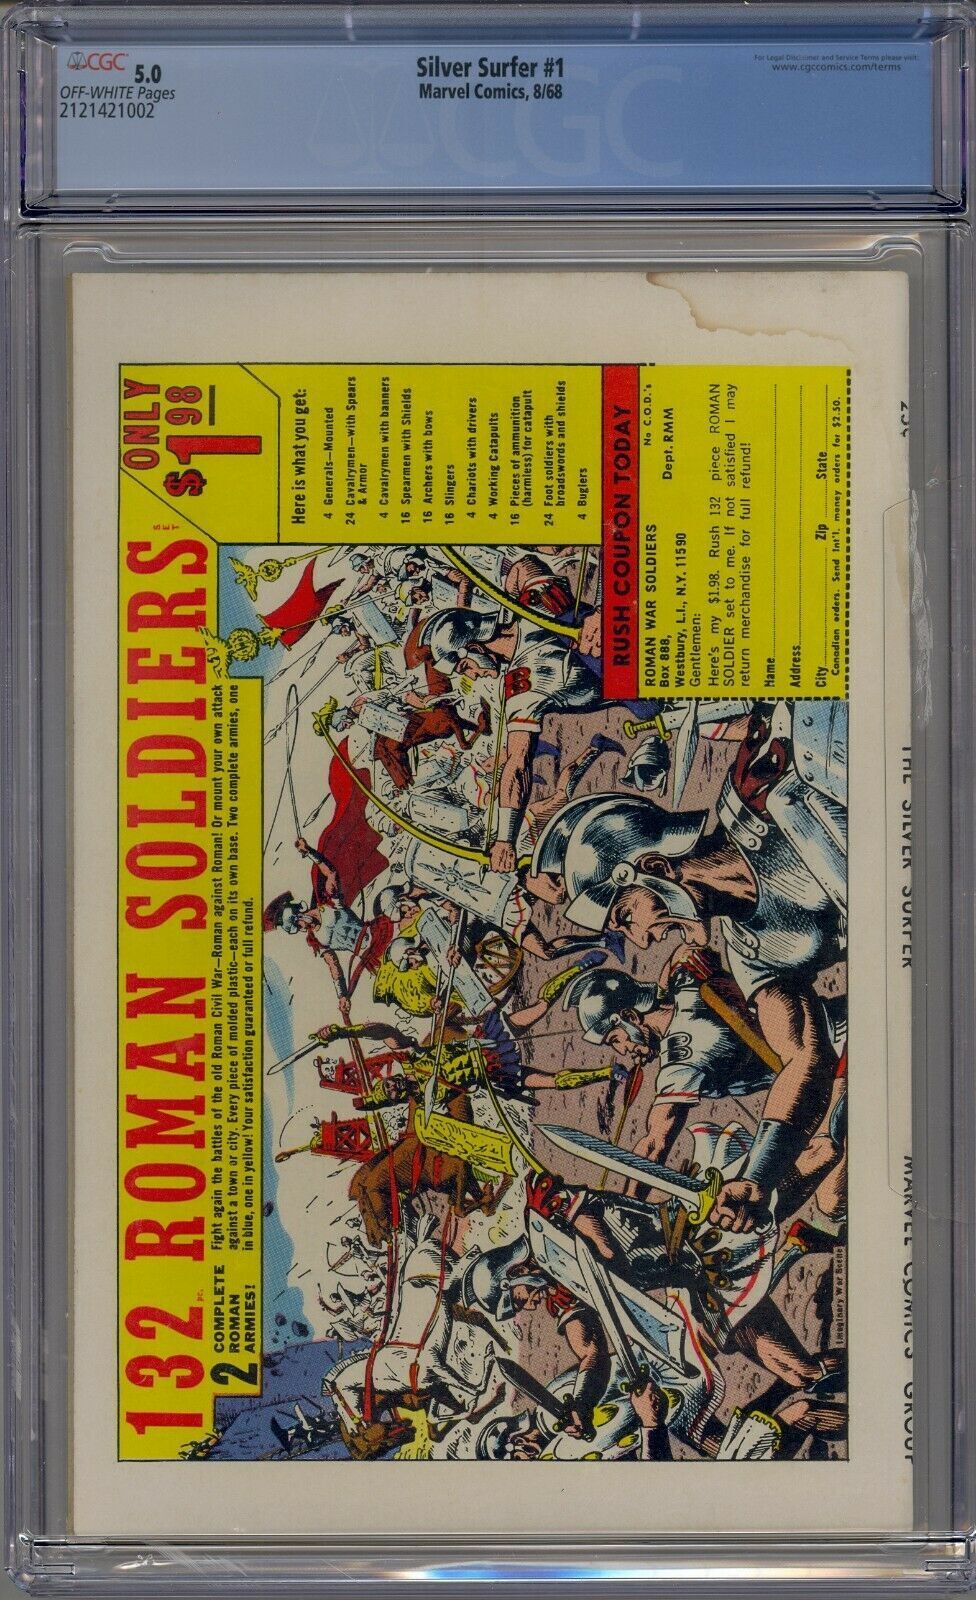 CGC 5.0
OFF-WHITE Pages
2121421002
Silver Surfer #1
Marvel Comics, 8/68
For Legal Disclaimer and Service Terms please visit:
www.cgccomics.com/terms
CGC
132 PC. ROMAN SOLDIERS SET
ONLY
$1 98
2 COMPLETE
ROMAN
ARMIES!
Fight again the battles of the old Roman Civil War—Roman against Roman! Or mount your own attack
against a town or city. Every piece of molded plastic—each on its own base. Two complete armies, one
in blue, one in yellow! Your satisfaction guaranteed or full refund.
Here is what you get:
4 Generals—Mounted
24 Cavalrymen—with Spears
& Armor
4 Cavalrymen with banners
16 Spearmen with Shields
16 Archers with bows
16 Slingers
4 Chariots with drivers
4 Working Catapults
16 Pieces of ammunition
(harmless) for catapult
24 Foot soldiers with
broadswords and shields
4 Buglers
RUSH COUPON TODAY
ROMAN WAR SOLDIERS
No C.O.D.'s
Box 885,
Dept. RMM
Westbury, L.I., N.Y. 11590
Gentlemen:
Here's my $1.98. Rush 132 piece ROMAN
SOLDIER set to me. If not satisfied I may
return merchandise for full refund!
Name
Address
City Zip State
Canadian orders. Send Int'l. money orders for $2.50.
Imaginary War Scene
MARVEL COMICS GROUP
THE SILVER SURFER
25¢